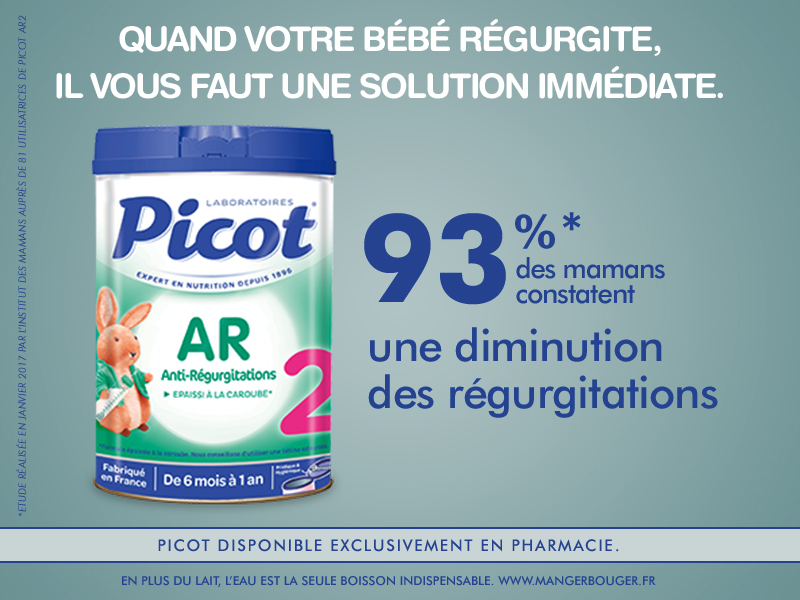 QUAND VOTRE BÉBÉ RÉGURGITE,
IL VOUS FAUT UNE SOLUTION IMMÉDIATE.
*ETUDE RÉALISÉE EN JANVIER 2017 PAR L'INSTITUT DES MAMANS AUPRÈS DE 81 UTILISATRICES DE PICOT AR2
LABORATOIRES
Picot
EXPERT EN NUTRITION DEPUIS 1896
AR
Anti-Régurgitations
EPAISSI À LA CAROUBE*
2
Fabriqué
en France
De 6 mois à 1 an
93%*
des mamans
constatent
une diminution
des régurgitations
PICOT DISPONIBLE EXCLUSIVEMENT EN PHARMACIE.
EN PLUS DU LAIT, L'EAU EST LA SEULE BOISSON INDISPENSABLE. WWW.MANGERBOUGER.FR